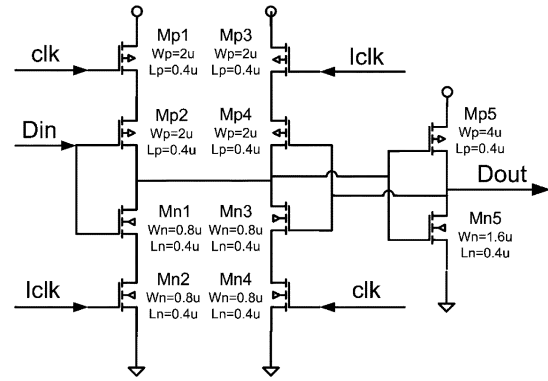 Mp1
Wp=2u
Lp=0.4u
Mp3
Wp=2u
Lp=0.4u
clk
Iclk
Din
Mp2
Wp=2u
Lp=0.4u
Mp4
Wp=2u
Lp=0.4u
Mp5
Wp=4u
Lp=0.4u
Dout
Mn1
Wn=0.8u
Ln=0.4u
Mn3
Wn=0.8u
Ln=0.4u
Mn5
Wn=1.6u
Ln=0.4u
Iclk
Mn2
Wn=0.8u
Ln=0.4u
Mn4
Wn=0.8u
Ln=0.4u
clk